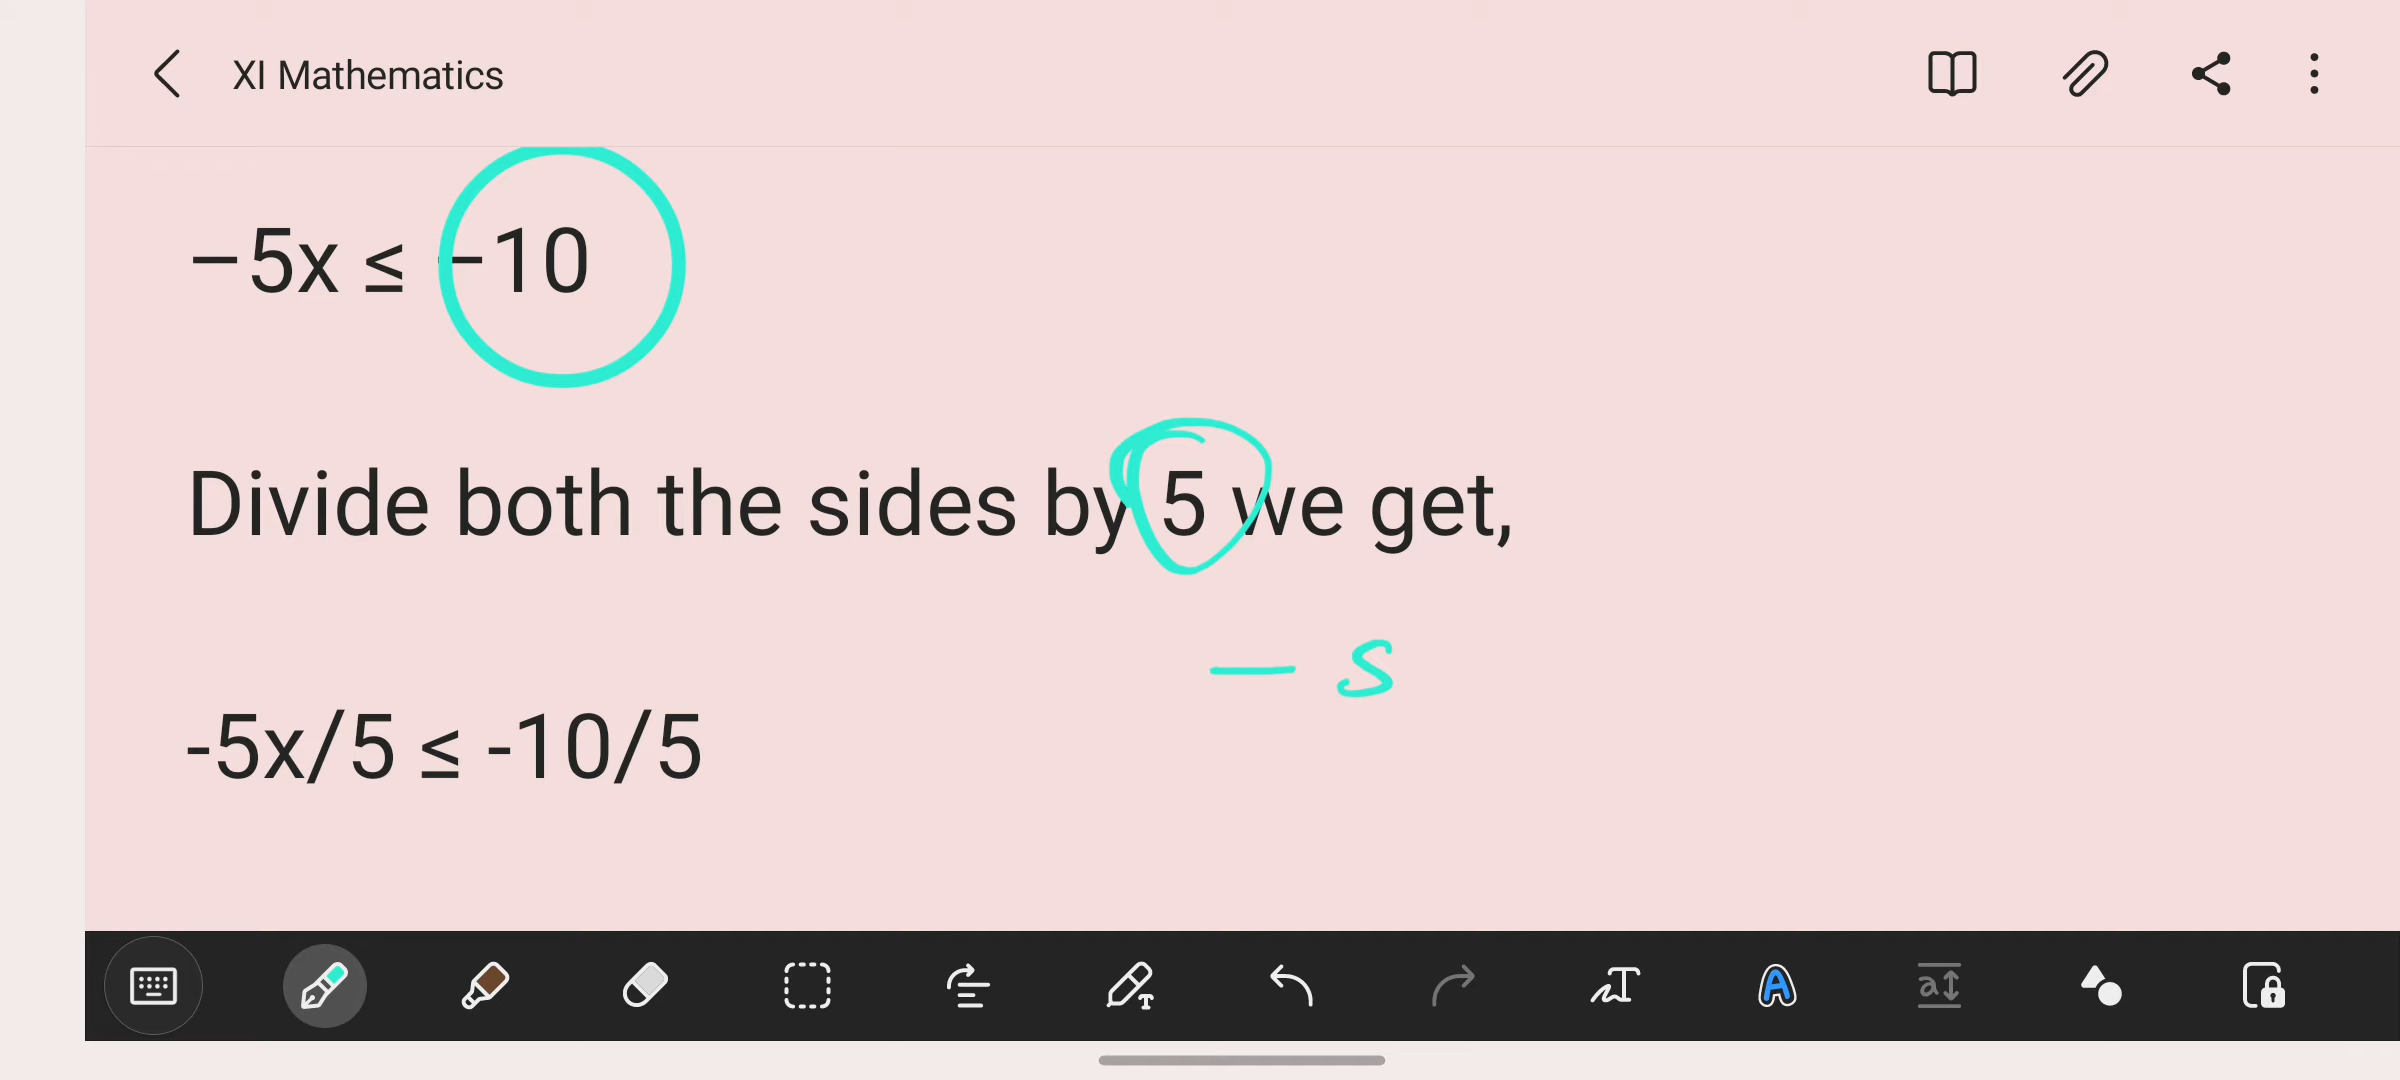 XI Mathematics
−5x ≤ −10
Divide both the sides by 5 we get,
— 5
-5x/5 ≤ -10/5